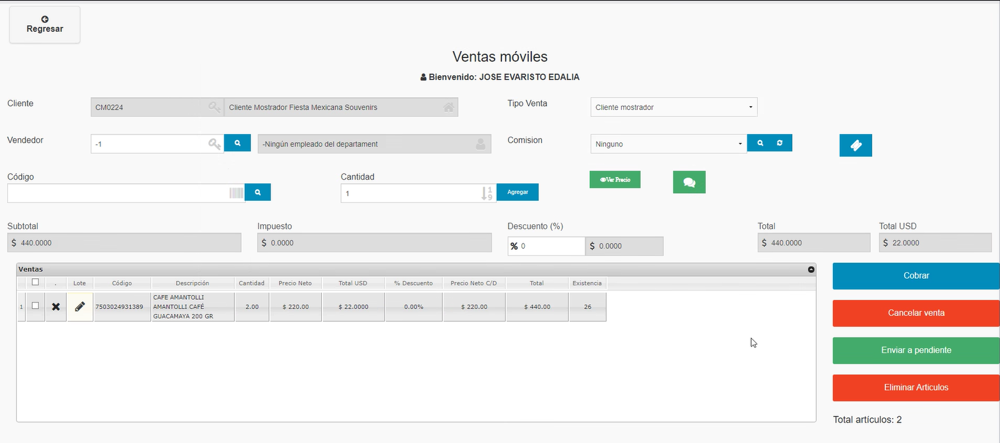 Regresar
Ventas móviles
Bienvenido: JOSE EVARISTO EDALIA
Cliente
CM0224
Cliente Mostrador Fiesta Mexicana Souvenirs
Tipo Venta
Cliente mostrador
Vendedor
-1
-Ningún empleado del departament
Comision
Ninguno
Código
Cantidad
1
Agregar
Ver Precio
Subtotal
Impuesto
Descuento (%)
Total
Total USD
$ 440.0000
$ 0.0000
% 0
$ 0.0000
$ 440.0000
$ 22.0000
Ventas
. Lote Código Descripción Cantidad Precio Neto Total USD % Descuento Precio Neto C/D Total Existencia
1 7503024931389 CAFE AMANTOLLI
AMANTOLLI CAFÉ
GUACAMAYA 200 GR
2.00 $ 220.00 $ 22.0000 0.00% $ 220.00 $ 440.00 26
Cobrar
Cancelar venta
Enviar a pendiente
Eliminar Articulos
Total artículos: 2